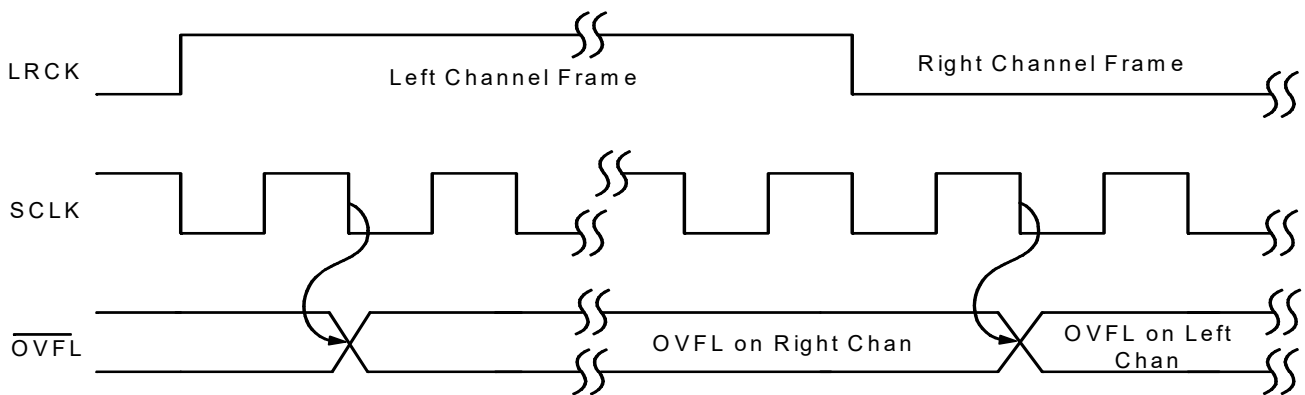 LRCK
Left Channel Frame
Right Channel Frame
SCLK
OVFL
OVFL on Right Chan
OVFL on Left
Chan